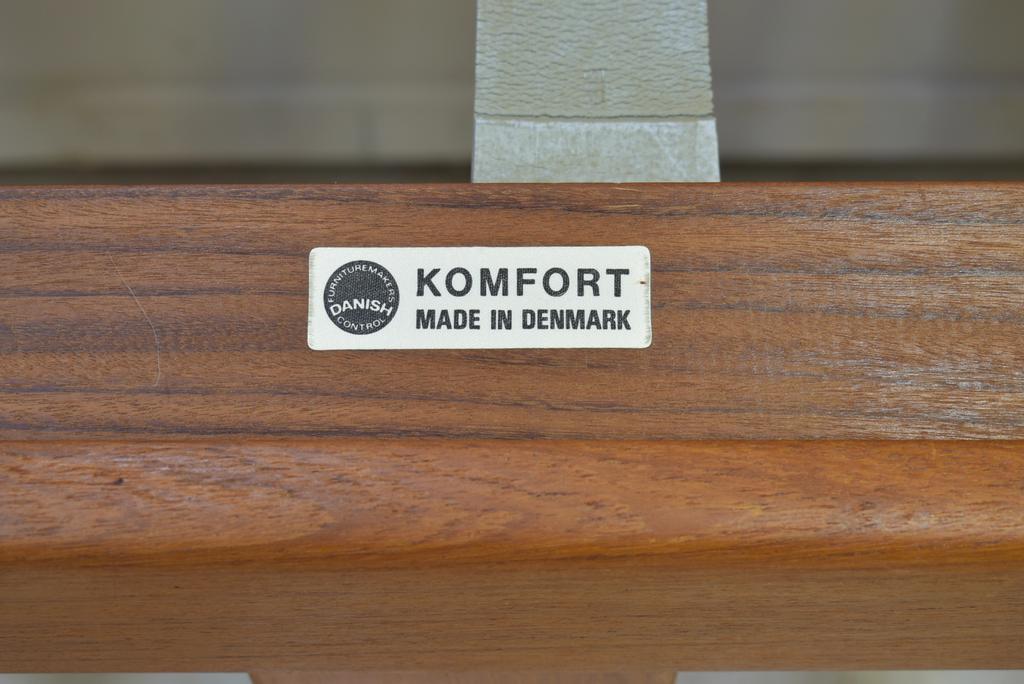 FURNITUREMAKERS
DANISH
CONTROL
KOMFORT
MADE IN DENMARK